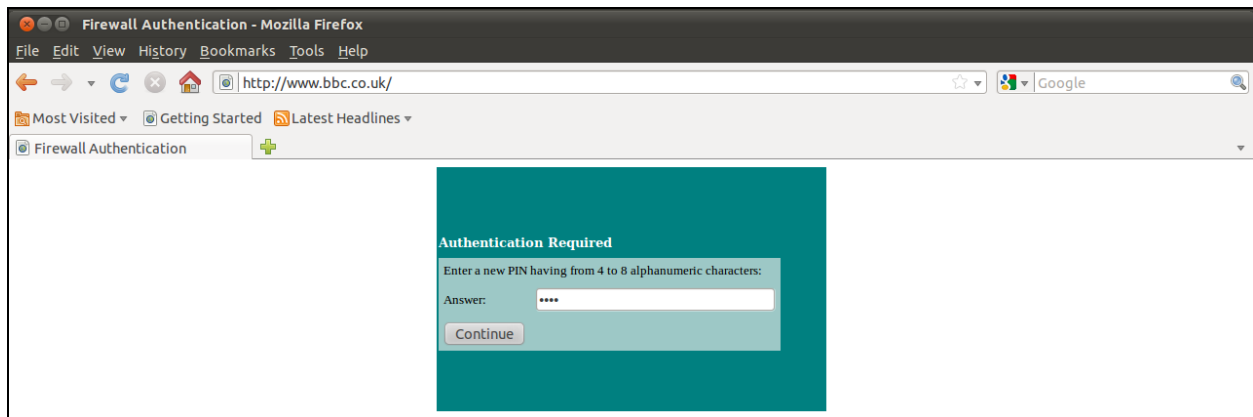 Firewall Authentication - Mozilla Firefox
File Edit View History Bookmarks Tools Help
http://www.bbc.co.uk/ Google
Most Visited Getting Started Latest Headlines
Firewall Authentication
Authentication Required
Enter a new PIN having from 4 to 8 alphanumeric characters:
Answer: ••••
Continue